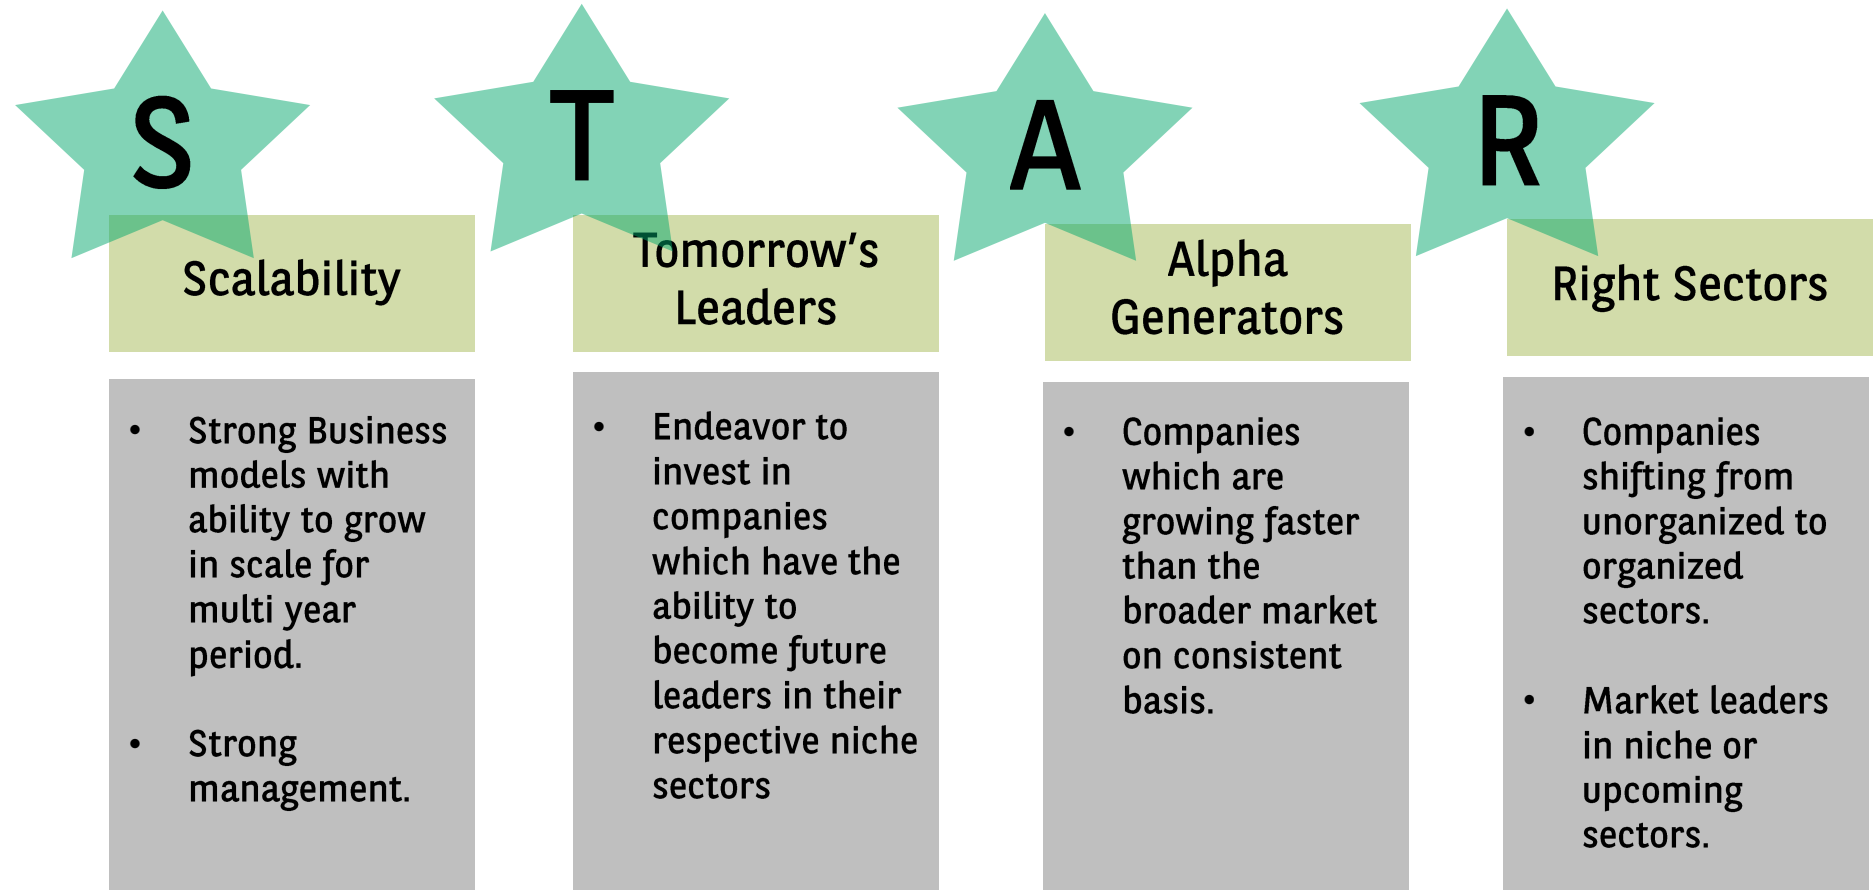 S
Scalability
• Strong Business
models with
ability to grow
in scale for
multi year
period.
• Strong
management.
T
Tomorrow's
Leaders
• Endeavor to
invest in
companies
which have the
ability to
become future
leaders in their
respective niche
sectors
A
Alpha
Generators
• Companies
which are
growing faster
than the
broader market
on consistent
basis.
R
Right Sectors
• Companies
shifting from
unorganized to
organized
sectors.
• Market leaders
in niche or
upcoming
sectors.